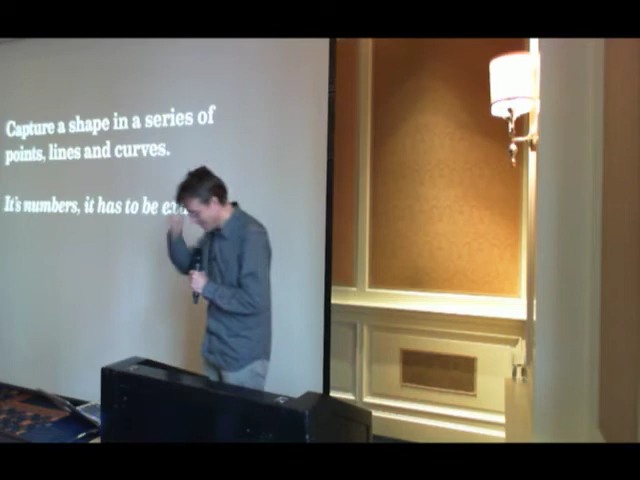 Capture a shape in a series of
points, lines and curves.
It's numbers, it has to be